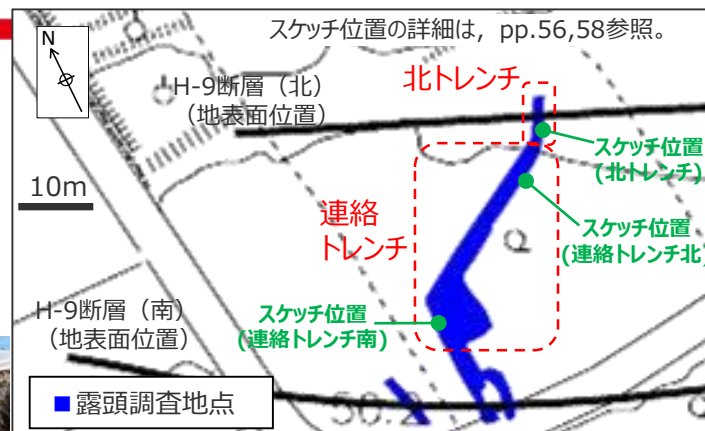 スケッチ位置の詳細は，pp.56,58参照。
N
北トレンチ
H-9断層（北）
（地表面位置）
スケッチ位置
(北トレンチ)
10m
連絡
トレンチ
スケッチ位置
(連絡トレンチ北)
H-9断層（南）
（地表面位置）
スケッチ位置
(連絡トレンチ南)
■露頭調査地点